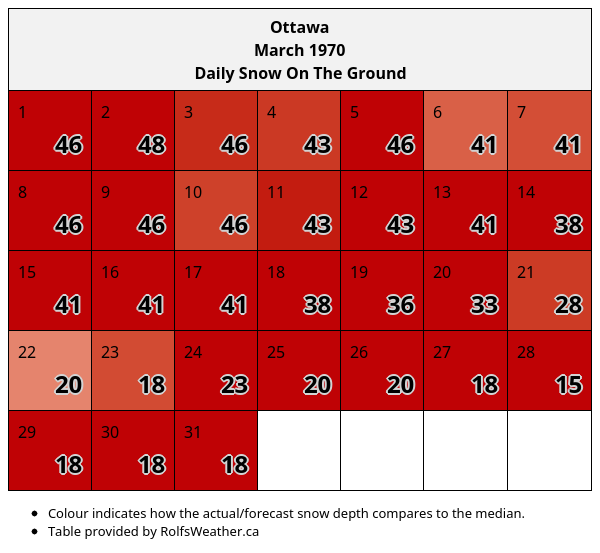 Ottawa
March 1970
Daily Snow On The Ground
1 2 3 4 5 6 7
46 48 46 43 46 41 41
8 9 10 11 12 13 14
46 46 46 43 43 41 38
15 16 17 18 19 20 21
41 41 41 38 36 33 28
22 23 24 25 26 27 28
20 18 23 20 20 18 15
29 30 31
18 18 18
• Colour indicates how the actual/forecast snow depth compares to the median.
• Table provided by RolfsWeather.ca